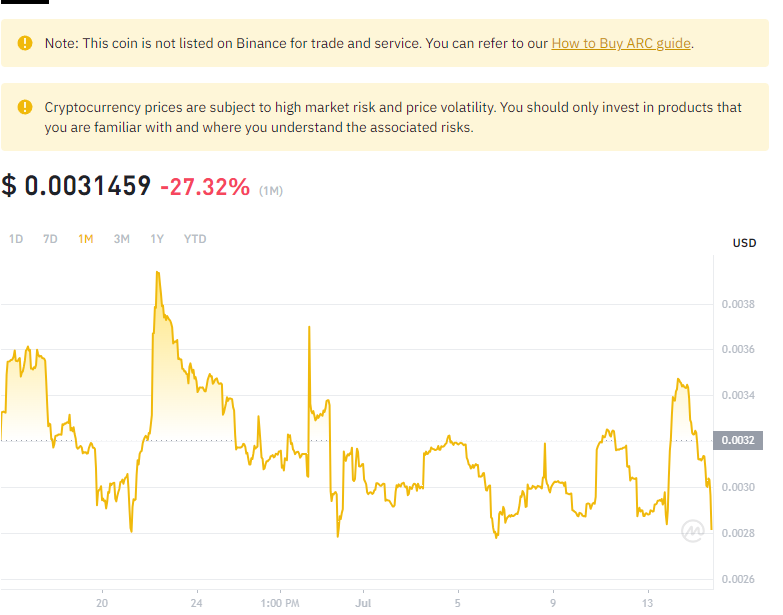 Note: This coin is not listed on Binance for trade and service. You can refer to our How to Buy ARC guide.
Cryptocurrency prices are subject to high market risk and price volatility. You should only invest in products that
you are familiar with and where you understand the associated risks.
$ 0.0031459 -27.32% (1M)
1D 7D 1M 3M 1Y YTD
USD
0.0038
0.0036
0.0034
0.0032
0.0030
0.0028
0.0026
20 24 1:00 PM Jul 5 9 13